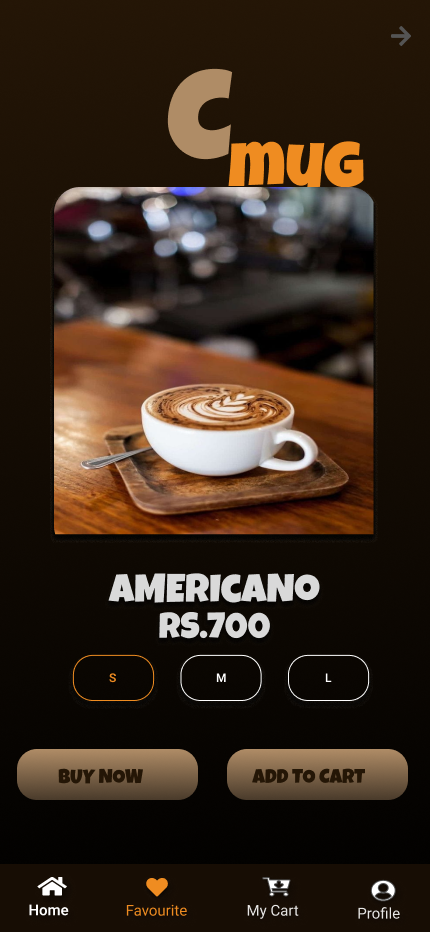 C
mug
AMERICANO
RS.700
S M L
BUY NOW ADD TO CART
Home Favourite My Cart Profile